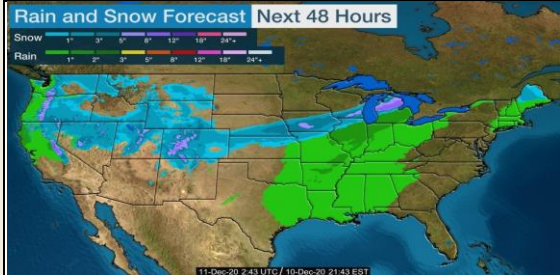 Rain and Snow Forecast Next 48 Hours
Snow
1" 3" 5" 8" 12" 18" 24"+
Rain
1" 2" 3" 5" 8" 12" 18" 24"+
11-Dec-20 2:43 UTC / 10-Dec-20 21:43 EST